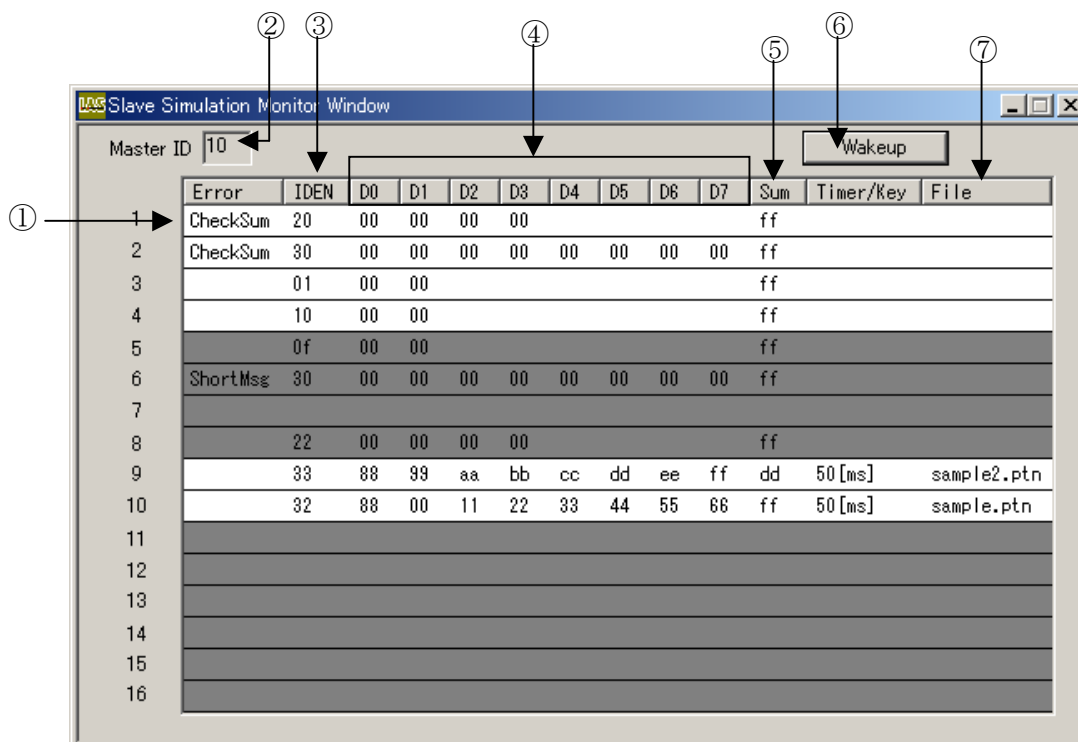 ② ③ ④ ⑤ ⑥ ⑦
LAS Slave Simulation Monitor Window
Master ID 10 Wakeup
Error IDEN D0 D1 D2 D3 D4 D5 D6 D7 Sum Timer/Key File
① 1 CheckSum 20 00 00 00 00 ff
2 CheckSum 30 00 00 00 00 00 00 00 00 ff
3 01 00 00 ff
4 10 00 00 ff
5 0f 00 00 ff
6 ShortMsg 30 00 00 00 00 00 00 00 00 ff
7
8 22 00 00 00 00 ff
9 33 88 99 aa bb cc dd ee ff dd 50[ms] sample2.ptn
10 32 88 00 11 22 33 44 55 66 ff 50[ms] sample.ptn
11
12
13
14
15
16